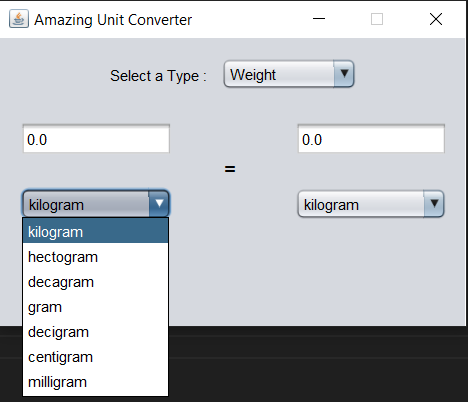 Amazing Unit Converter
Select a Type : Weight
0.0 0.0
=
kilogram kilogram
kilogram
hectogram
decagram
gram
decigram
centigram
milligram